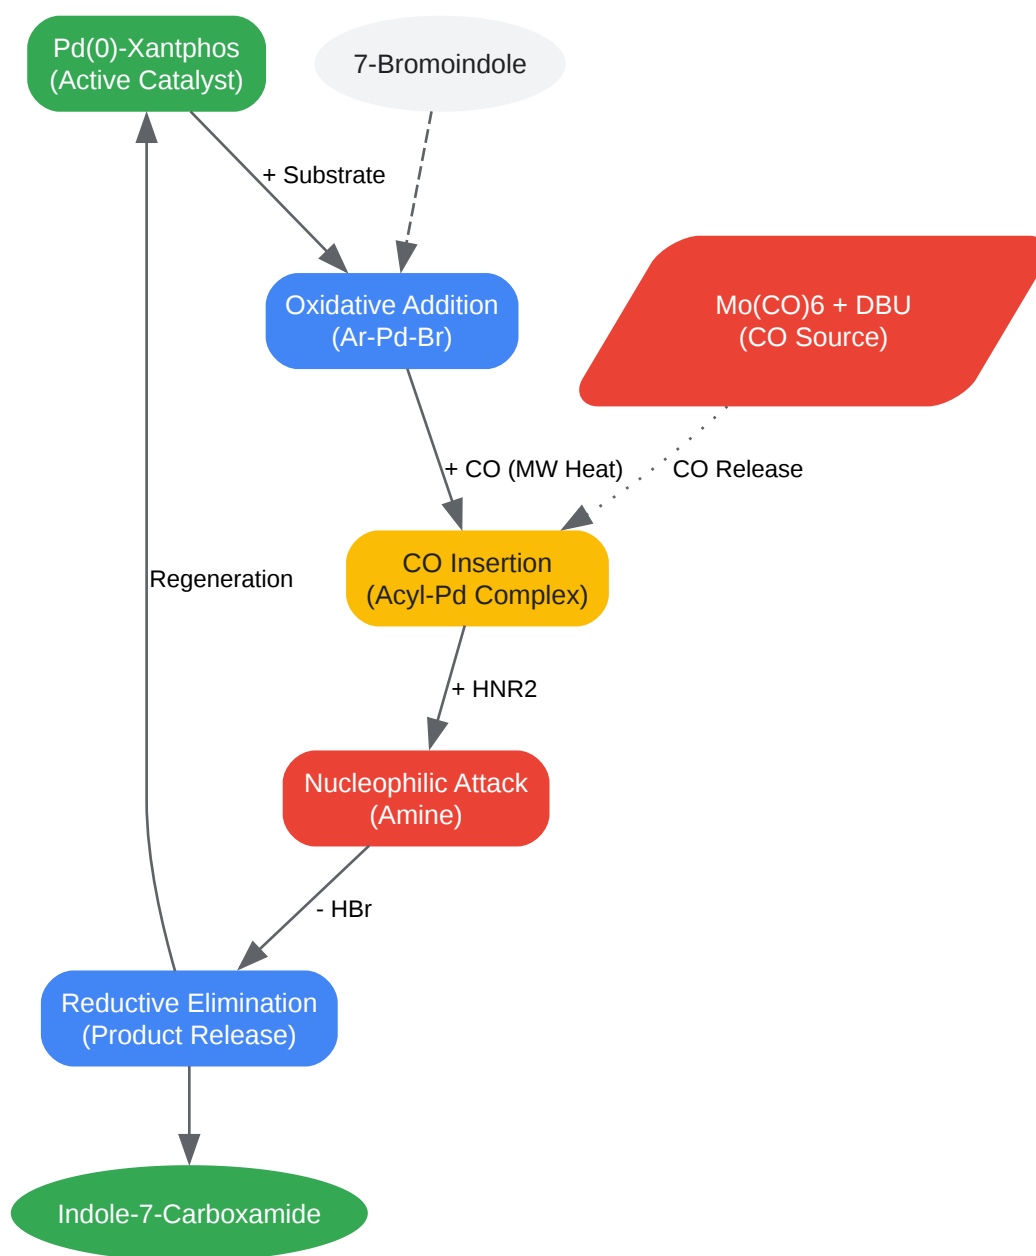 Pd(0)-Xantphos
(Active Catalyst)
7-Bromoindole
+ Substrate
Oxidative Addition
(Ar-Pd-Br)
Mo(CO)6 + DBU
(CO Source)
+ CO (MW Heat)
CO Release
CO Insertion
(Acyl-Pd Complex)
Regeneration
+ HNR2
Nucleophilic Attack
(Amine)
- HBr
Reductive Elimination
(Product Release)
Indole-7-Carboxamide